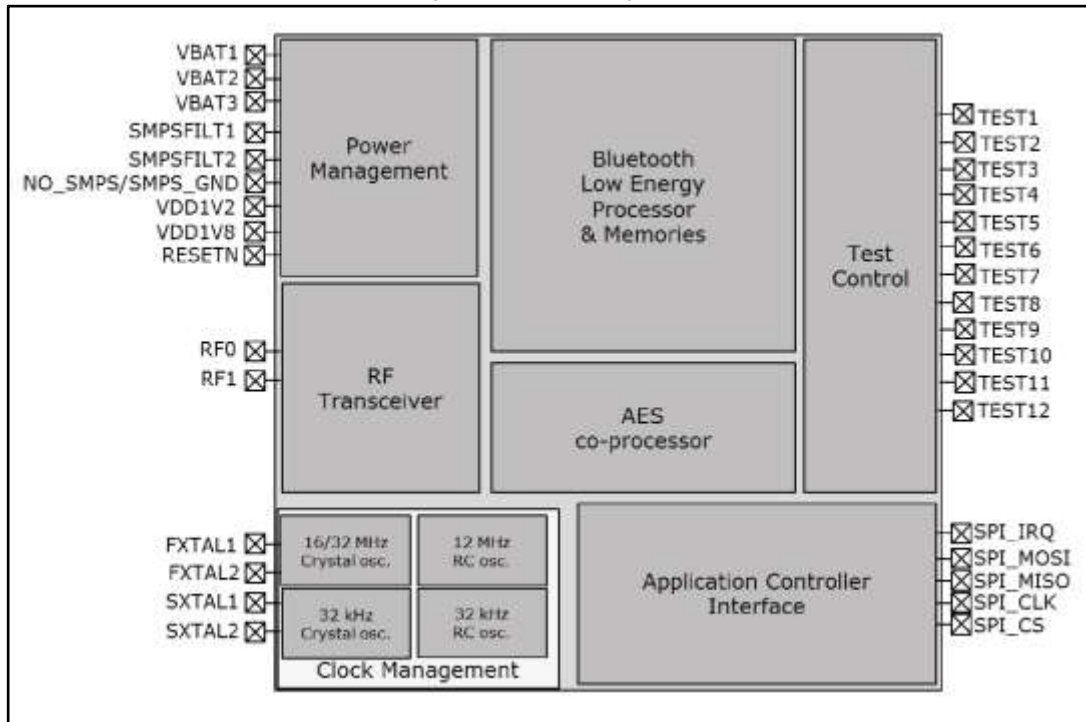 VBAT1
VBAT2
VBAT3
SMPSFILT1
SMPSFILT2
NO_SMPS/SMPS_GND
VDD1V2
VDD1V8
RESETN
RF0
RF1
FXTAL1
FXTAL2
SXTAL1
SXTAL2
Power
Management
RF
Transceiver
16/32 MHz
Crystal osc.
12 MHz
RC osc.
32 kHz
Crystal osc.
32 kHz
RC osc.
Clock Management
Bluetooth
Low Energy
Processor
& Memories
AES
co-processor
Application Controller
Interface
Test
Control
TEST1
TEST2
TEST3
TEST4
TEST5
TEST6
TEST7
TEST8
TEST9
TEST10
TEST11
TEST12
SPI_IRQ
SPI_MOSI
SPI_MISO
SPI_CLK
SPI_CS